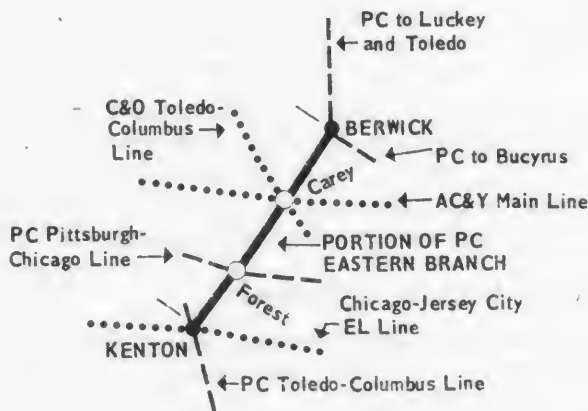 PC to Luckey
and Toledo
C&O Toledo-
Columbus
Line
BERWICK
PC to Bucyrus
Carey
AC&Y Main Line
PC Pittsburgh-
Chicago Line
PORTION OF PC
EASTERN BRANCH
Forest
Chicago-Jersey City
EL Line
KENTON
PC Toledo-Columbus Line